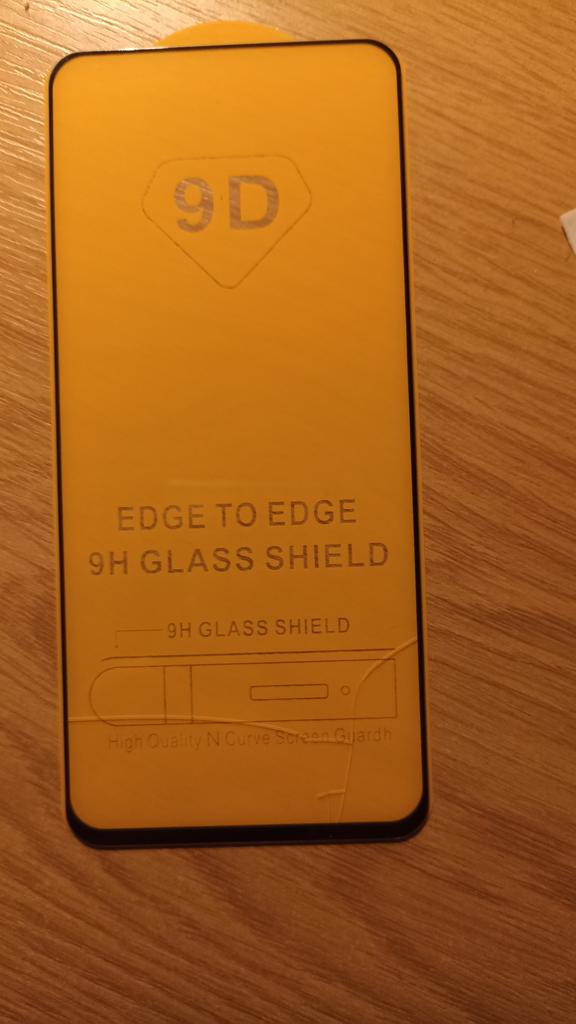 9D
EDGE TO EDGE
9H GLASS SHIELD
9H GLASS SHIELD
High Quality N Curve Screen Guardh